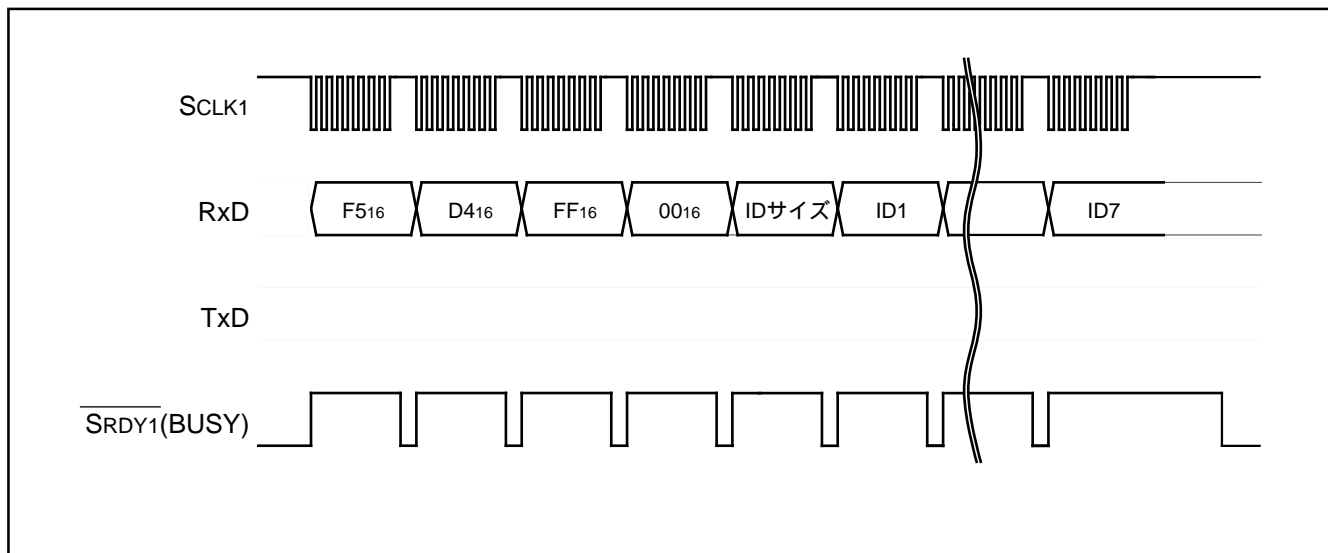 SCLK1
RxD
F516 D416 FF16 0016 IDサイズ ID1 ID7
TxD
SRDY1(BUSY)